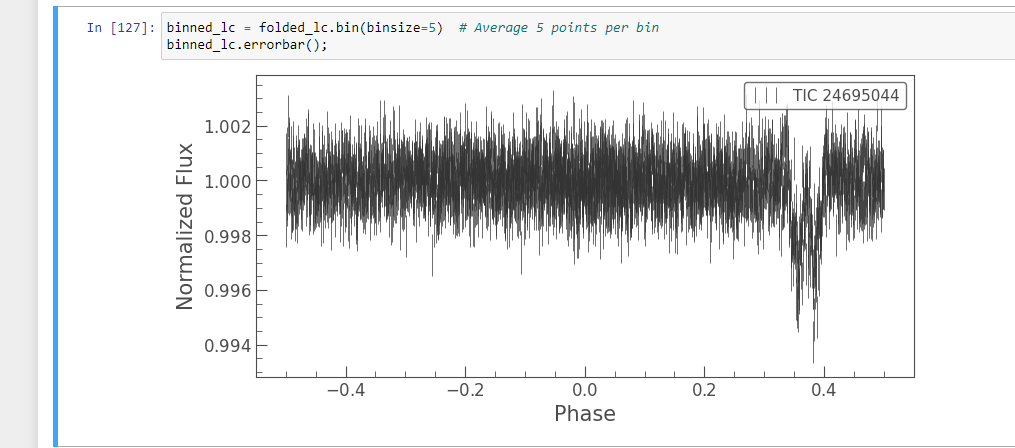 In [127]: binned_lc = folded_lc.bin(binsize=5)  # Average 5 points per bin
binned_lc.errorbar();
TIC 24695044
1.002
1.000
0.998
0.996
0.994
Normalized Flux
−0.4 −0.2 0.0 0.2 0.4
Phase